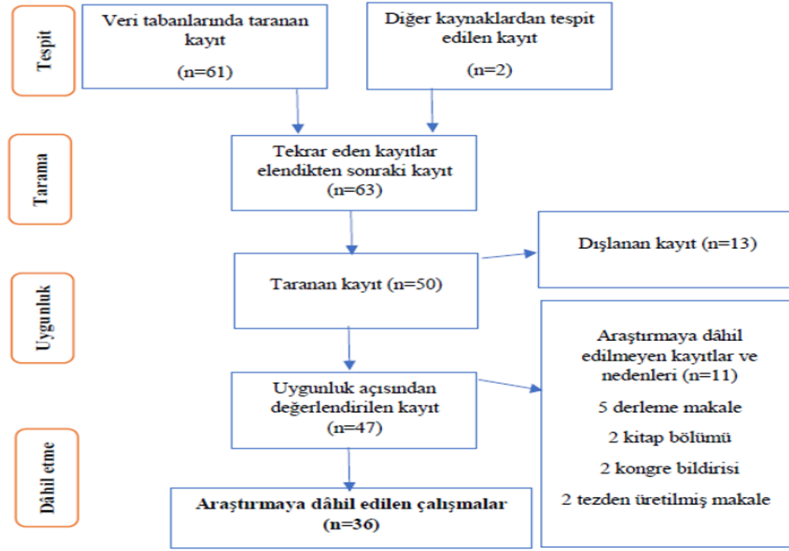 Tespit
Veri tabanlarında taranan
kayıt
(n=61)
Diğer kaynaklardan tespit
edilen kayıt
(n=2)
Tarama
Tekrar eden kayıtlar
elendikten sonraki kayıt
(n=63)
Dışlanan kayıt (n=13)
Taranan kayıt (n=50)
Uygunluk
Uygunluk açısından
değerlendirilen kayıt
(n=47)
Araştırmaya dâhil
edilmeyen kayıtlar ve
nedenleri (n=11)
5 derleme makale
2 kitap bölümü
2 kongre bildirisi
2 tezden üretilmiş makale
Dâhil etme
Araştırmaya dâhil edilen çalışmalar
(n=36)